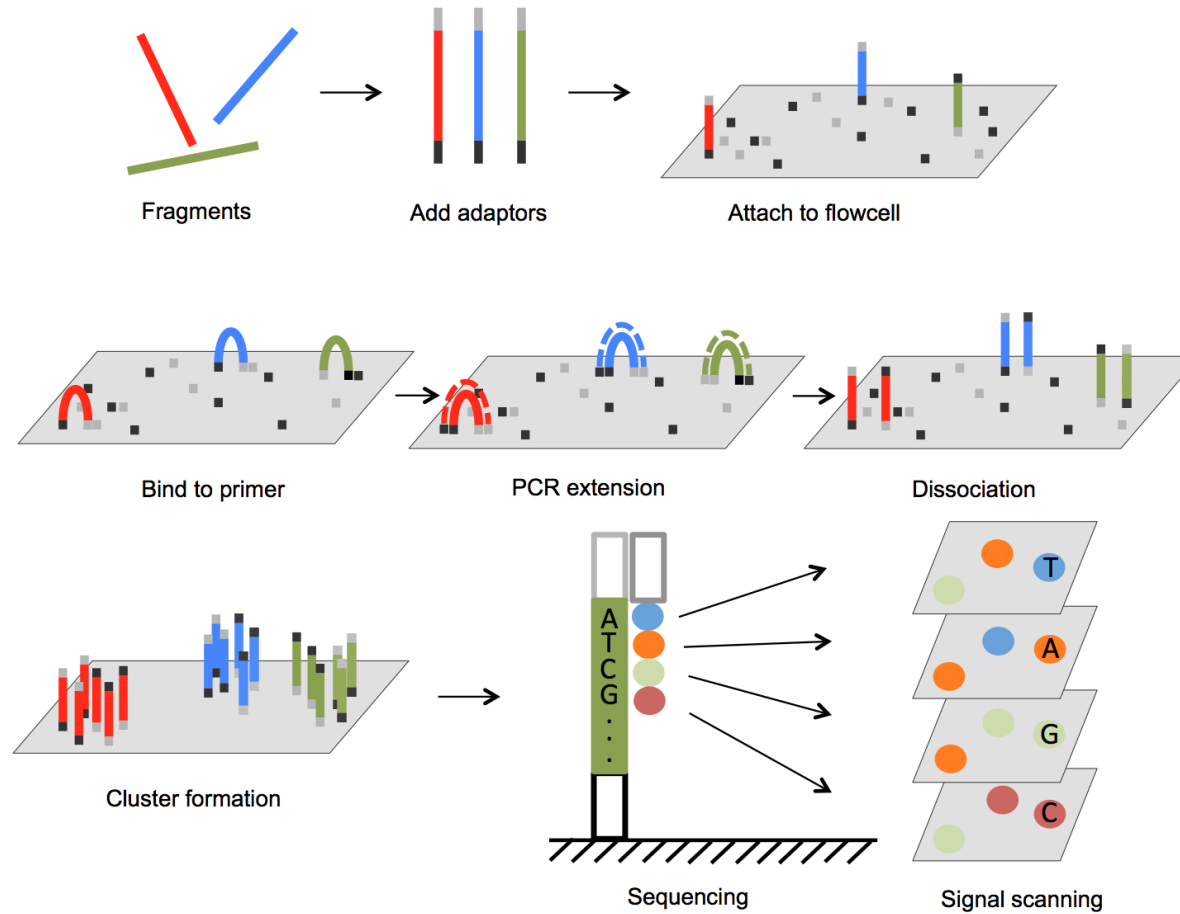 Fragments
Add adaptors
Attach to flowcell
Bind to primer
PCR extension
Dissociation
Cluster formation
A
T
C
G
.
.
.
Sequencing
T
A
G
C
Signal scanning